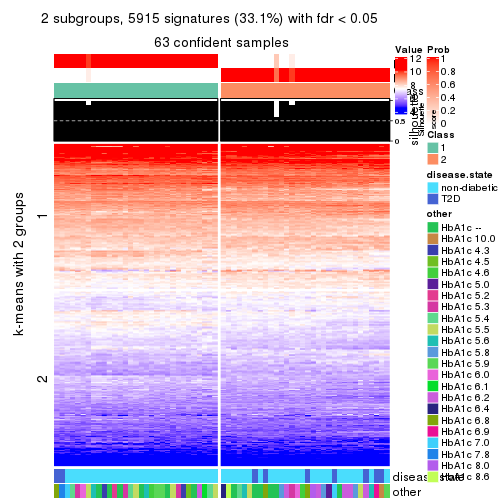 2 subgroups, 5915 signatures (33.1%) with fdr < 0.05
63 confident samples
k-means with 2 groups
1
2
silhouette
disease.state
other
Value
12
10
8
Prob
1
0.8
0.6
0.4
0.2
0
0.5
0
Class
1
2
disease.state
non-diabetic
T2D
other
HbA1c --
HbA1c 10.0
HbA1c 4.3
HbA1c 4.5
HbA1c 4.6
HbA1c 5.0
HbA1c 5.2
HbA1c 5.3
HbA1c 5.4
HbA1c 5.5
HbA1c 5.6
HbA1c 5.8
HbA1c 5.9
HbA1c 6.0
HbA1c 6.1
HbA1c 6.2
HbA1c 6.4
HbA1c 6.8
HbA1c 6.9
HbA1c 7.0
HbA1c 7.8
HbA1c 8.0
HbA1c 8.6